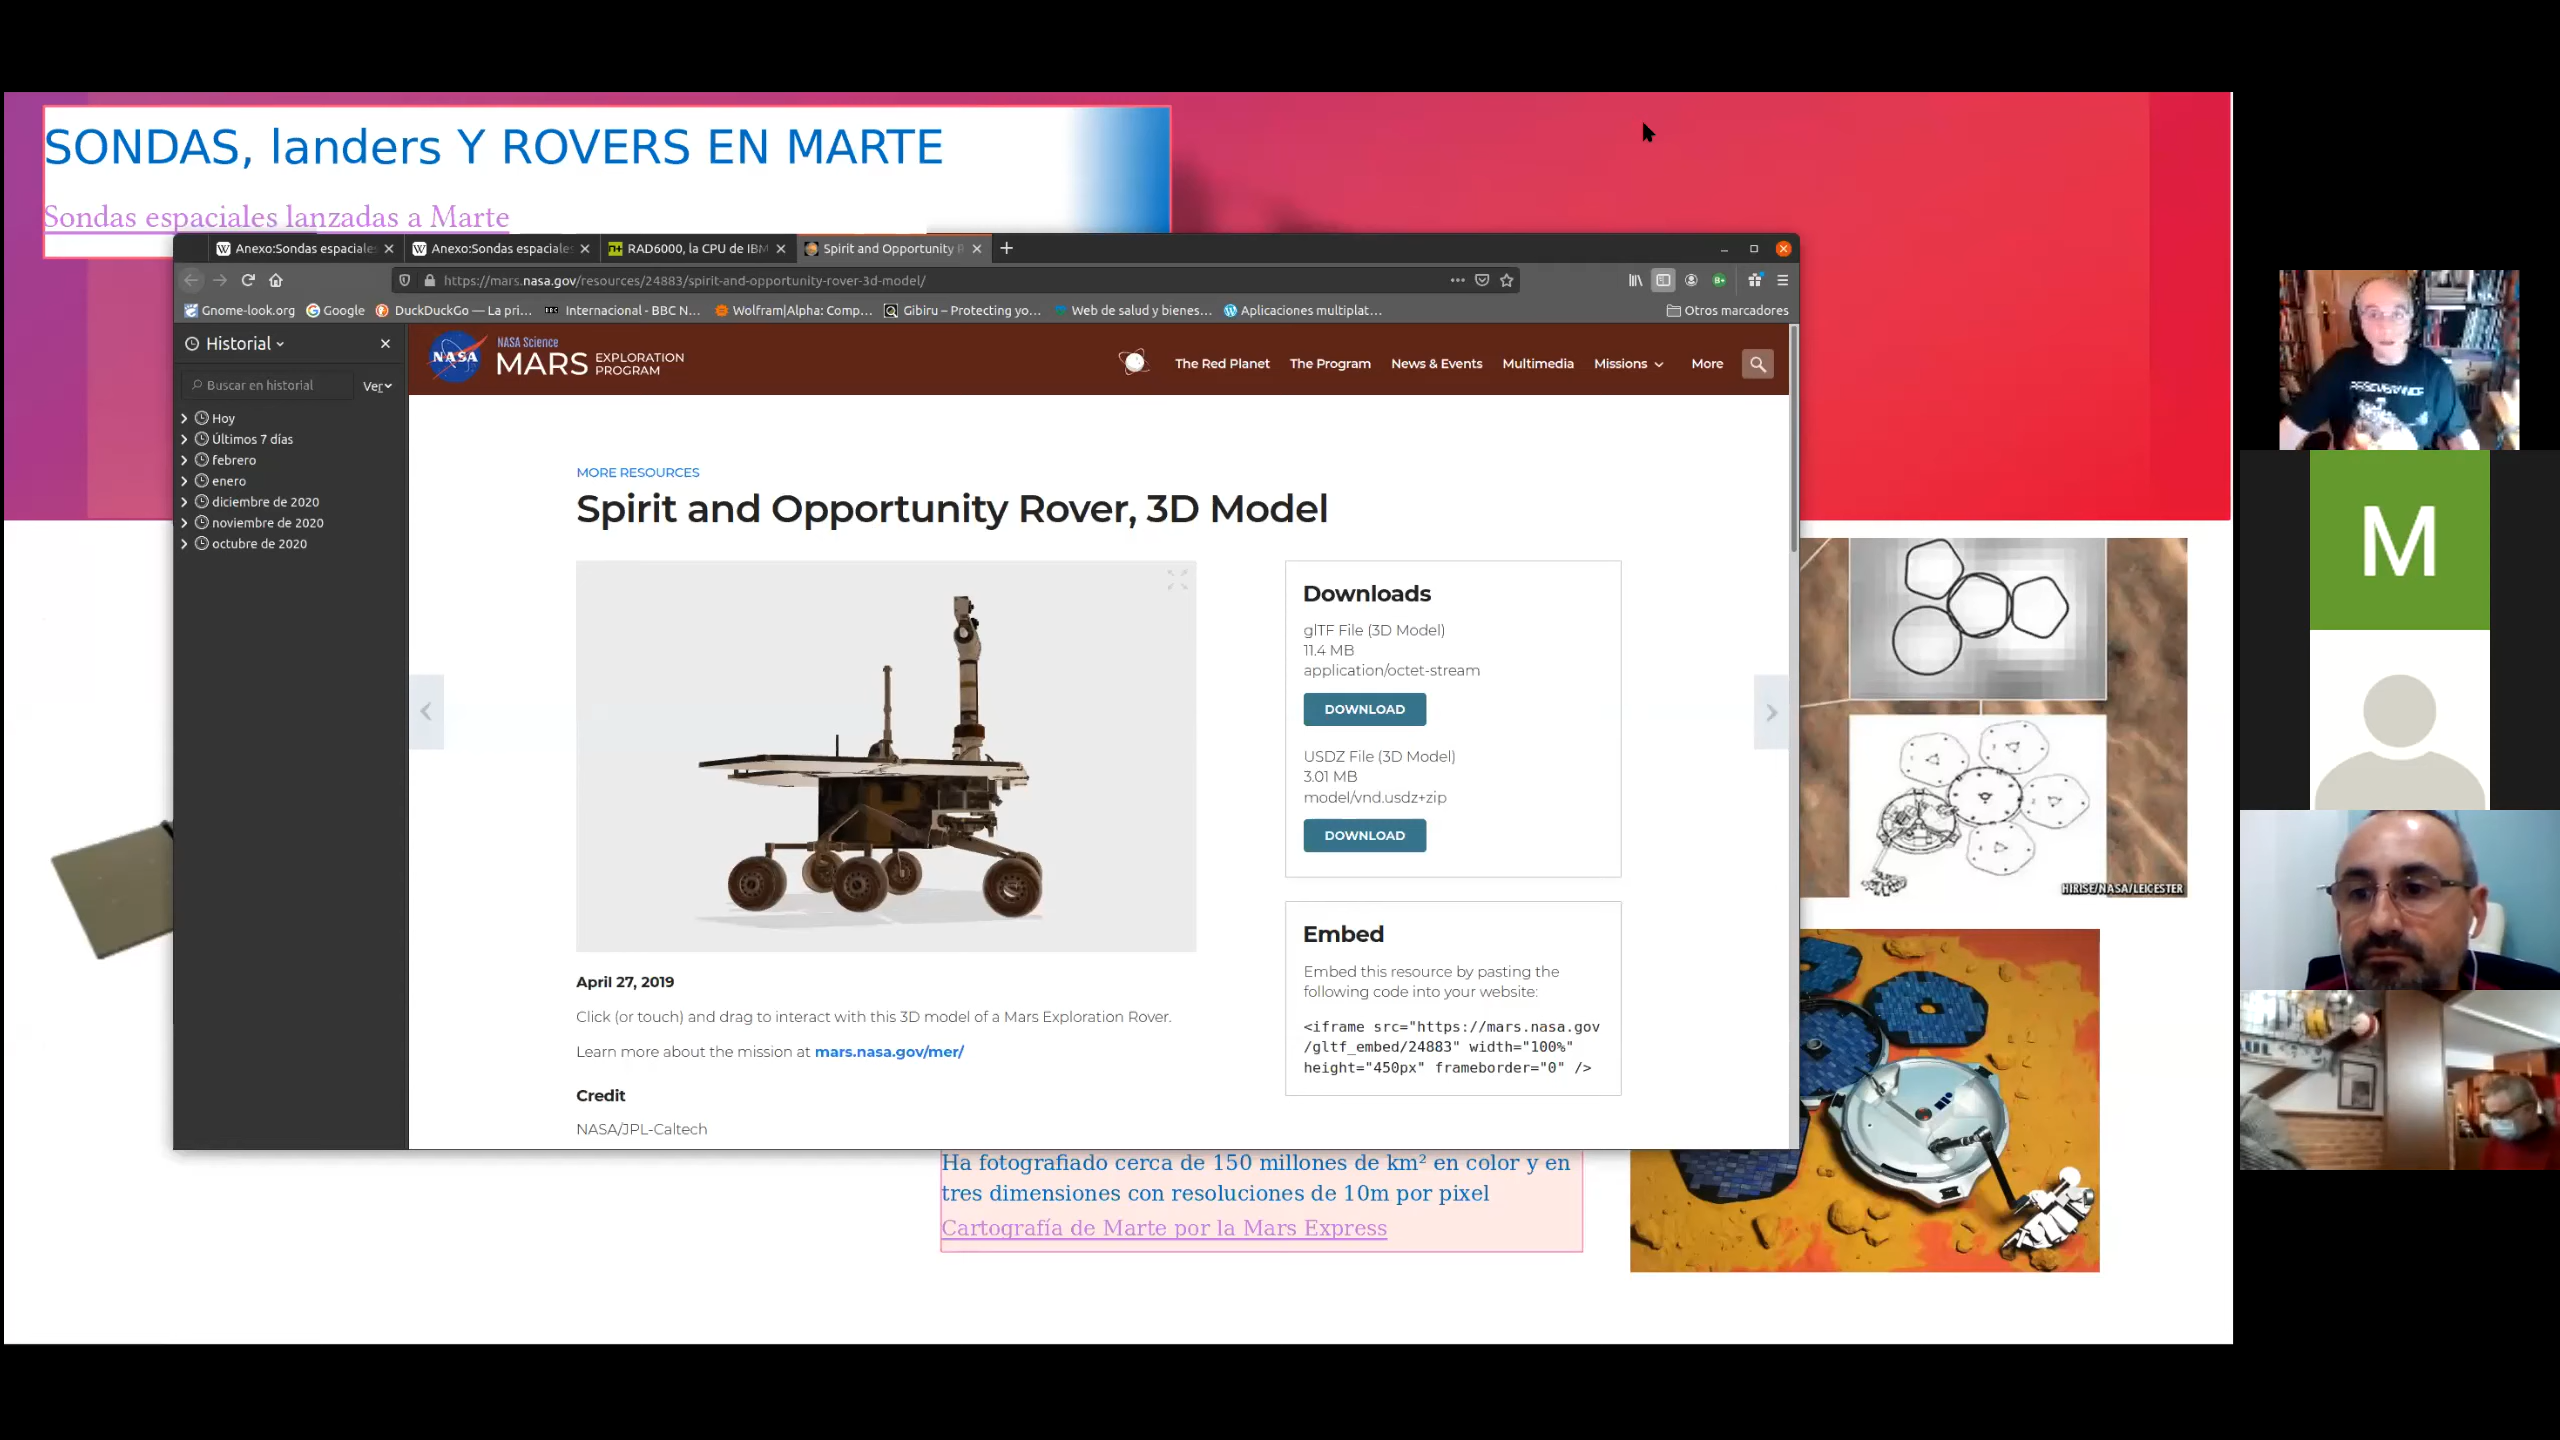 SONDAS, landers Y ROVERS EN MARTE
Sondas espaciales lanzadas a Marte
Anexo:Sondas espaciale
Anexo:Sondas espaciale
RAD6000, la CPU de IBM
Spirit and Opportunity R
https://mars.nasa.gov/resources/24883/spirit-and-opportunity-rover-3d-model/
Gnome-look.org
Google
DuckDuckGo — La pri...
BBC
Internacional - BBC N...
Wolfram|Alpha: Comp...
Gibiru – Protecting yo...
Web de salud y bienes...
Aplicaciones multiplat...
Otros marcadores
Historial
Buscar en historial
Ver
Hoy
Últimos 7 días
febrero
enero
diciembre de 2020
noviembre de 2020
octubre de 2020
NASA
NASA Science
MARS EXPLORATION
PROGRAM
The Red Planet
The Program
News & Events
Multimedia
Missions
More
MORE RESOURCES
Spirit and Opportunity Rover, 3D Model
Downloads
glTF File (3D Model)
11.4 MB
application/octet-stream
DOWNLOAD
USDZ File (3D Model)
3.01 MB
model/vnd.usdz+zip
DOWNLOAD
Embed
Embed this resource by pasting the
following code into your website:
<iframe src="https://mars.nasa.gov
/gltf_embed/24883" width="100%"
height="450px" frameborder="0" />
April 27, 2019
Click (or touch) and drag to interact with this 3D model of a Mars Exploration Rover.
Learn more about the mission at mars.nasa.gov/mer/
Credit
NASA/JPL-Caltech
Ha fotografiado cerca de 150 millones de km² en color y en
tres dimensiones con resoluciones de 10m por pixel
Cartografía de Marte por la Mars Express
HIRISE/NASA/LEICESTER
PERSEVERANCE
M